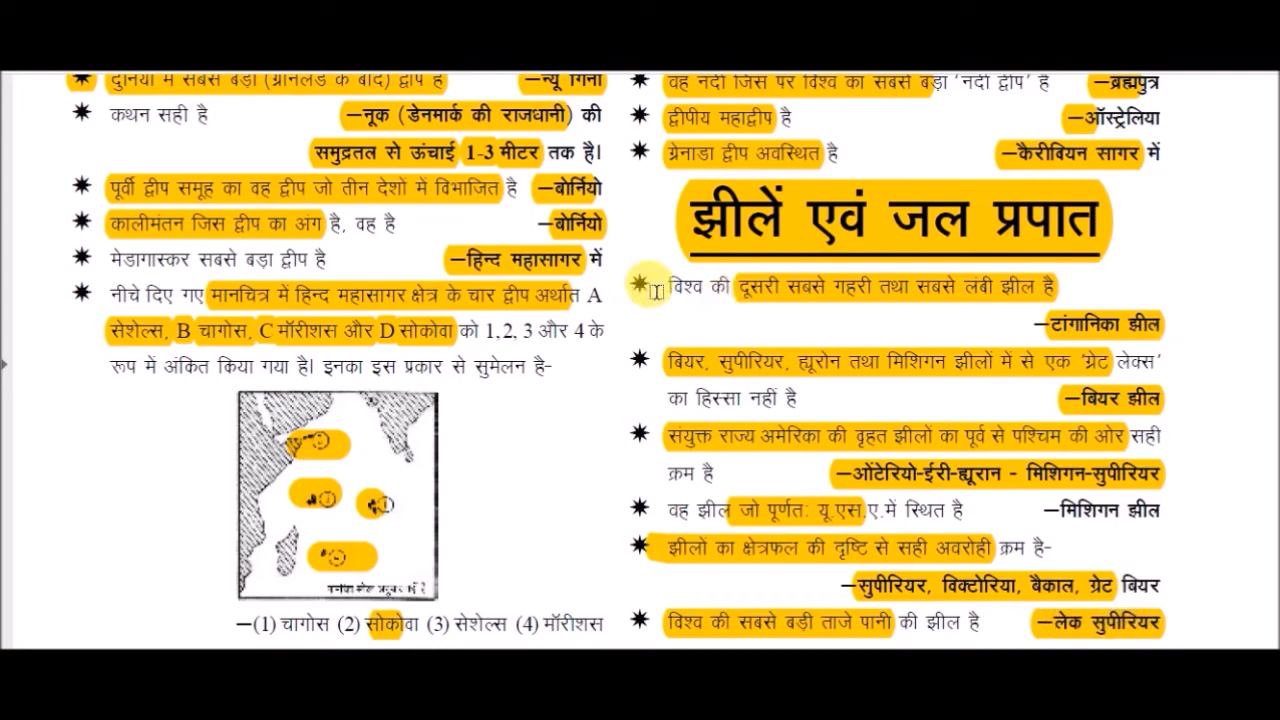 ✷ दुनिया में सबसे बड़ा (ग्रीनलैंड के बाद) द्वीप है —न्यू गिनी
✷ कथन सही है —नूक (डेनमार्क की राजधानी) की
समुद्रतल से ऊंचाई 1-3 मीटर तक है।
✷ पूर्वी द्वीप समूह का वह द्वीप जो तीन देशों में विभाजित है —बोर्नियो
✷ कालीमंतन जिस द्वीप का अंग है, वह है —बोर्नियो
✷ मेडागास्कर सबसे बड़ा द्वीप है —हिन्द महासागर में
✷ नीचे दिए गए मानचित्र में हिन्द महासागर क्षेत्र के चार द्वीप अर्थात A
सेशेल्स, B चागोस, C मॉरीशस और D सोकोवा को 1,2, 3 और 4 के
रूप में अंकित किया गया है। इनका इस प्रकार से सुमेलन है-
—(1) चागोस (2) सोकोवा (3) सेशेल्स (4) मॉरीशस
✷ वह नदी जिस पर विश्व का सबसे बड़ा ‘नदी द्वीप’ है —ब्रह्मपुत्र
✷ द्वीपीय महाद्वीप है —ऑस्ट्रेलिया
✷ ग्रेनाडा द्वीप अवस्थित है —कैरीबियन सागर में
झीलें एवं जल प्रपात
✷ विश्व की दूसरी सबसे गहरी तथा सबसे लंबी झील है
—टांगानिका झील
✷ बियर, सुपीरियर, ह्यूरोन तथा मिशिगन झीलों में से एक ‘ग्रेट लेक्स’
का हिस्सा नहीं है —बियर झील
✷ संयुक्त राज्य अमेरिका की वृहत झीलों का पूर्व से पश्चिम की ओर सही
क्रम है —ओंटेरियो-ईरी-ह्यूरान - मिशिगन-सुपीरियर
✷ वह झील जो पूर्णत: यू.एस.ए.में स्थित है —मिशिगन झील
✷ झीलों का क्षेत्रफल की दृष्टि से सही अवरोही क्रम है-
—सुपीरियर, विक्टोरिया, बैकाल, ग्रेट बियर
✷ विश्व की सबसे बड़ी ताजे पानी की झील है —लेक सुपीरियर